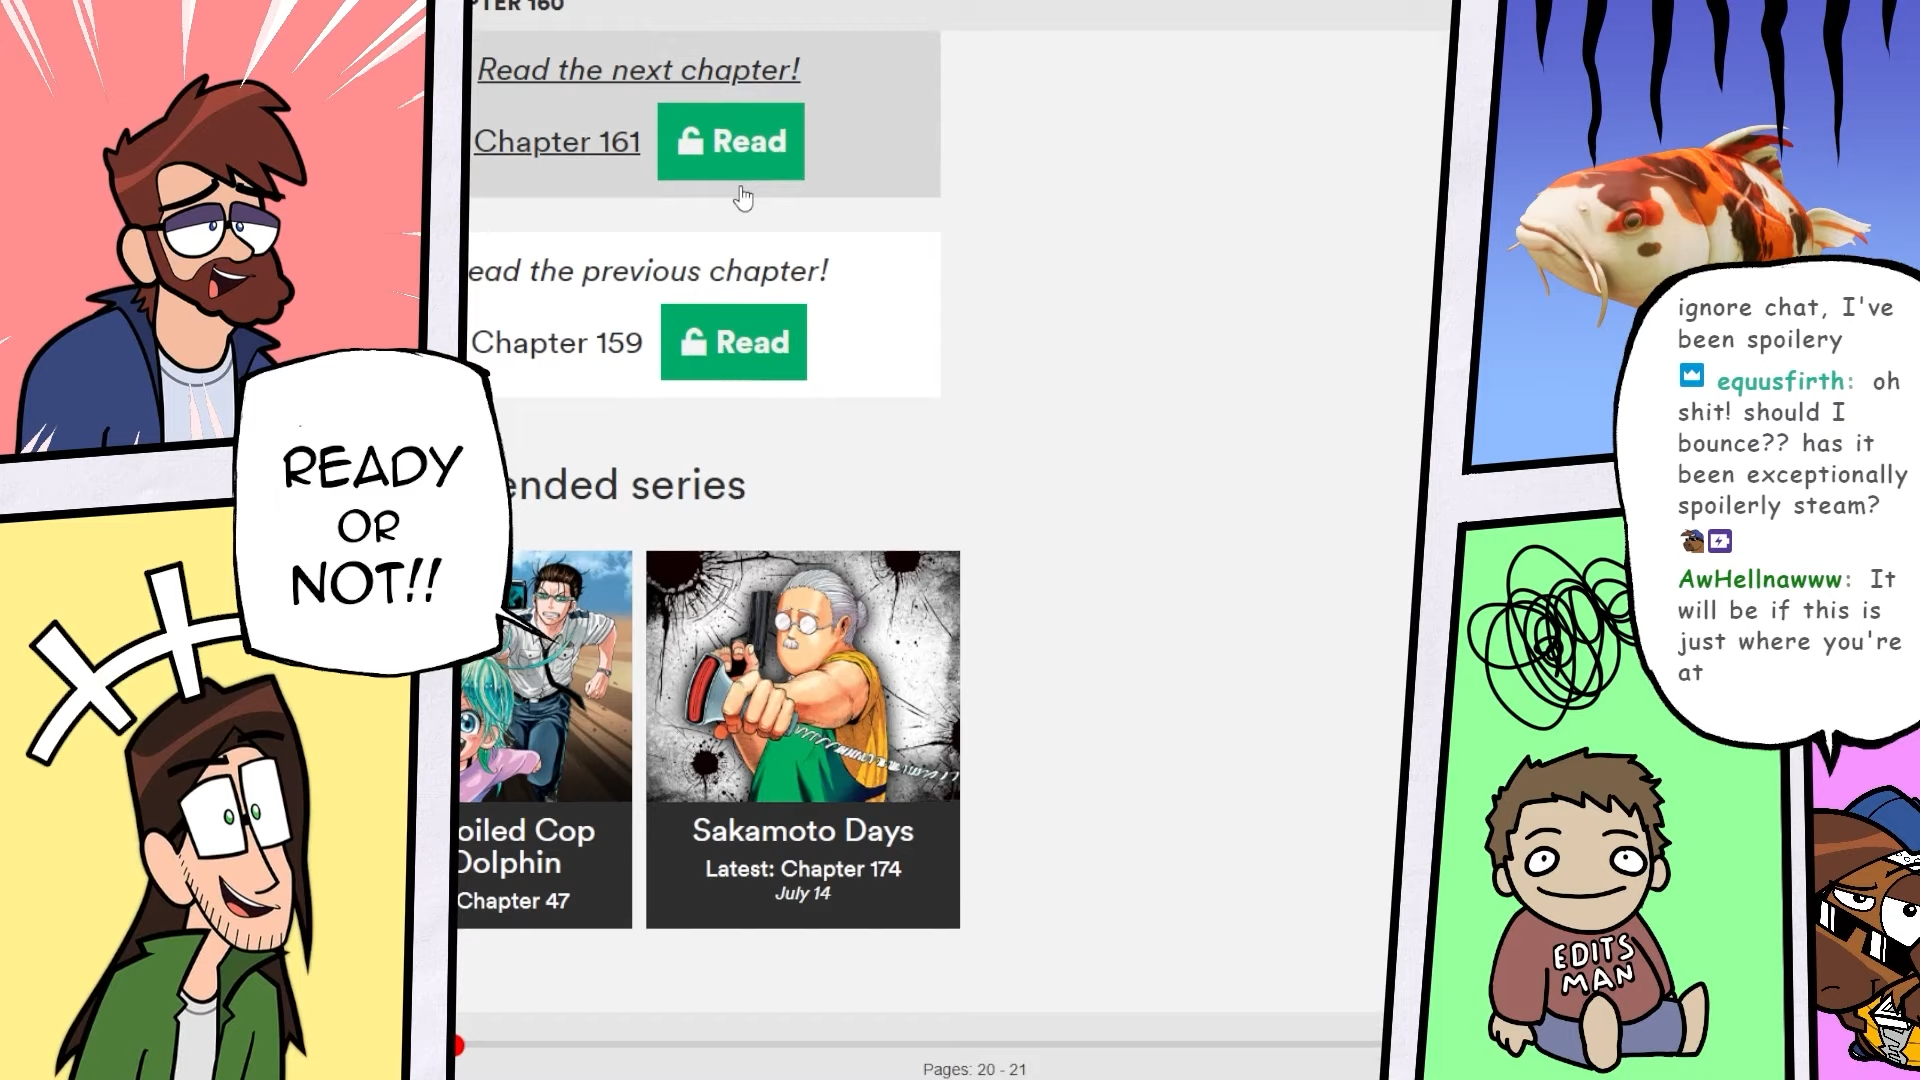 PTER 160
Read the next chapter!
Chapter 161
Read
ead the previous chapter!
Chapter 159
Read
READY
OR
NOT!!
ended series
oiled Cop
Dolphin
Chapter 47
Sakamoto Days
Latest: Chapter 174
July 14
Pages: 20 - 21
ignore chat, I've
been spoilery
equusfirth: oh
shit! should I
bounce?? has it
been exceptionally
spoilerly steam?
AwHellnawww: It
will be if this is
just where you're
at
EDITS
MAN